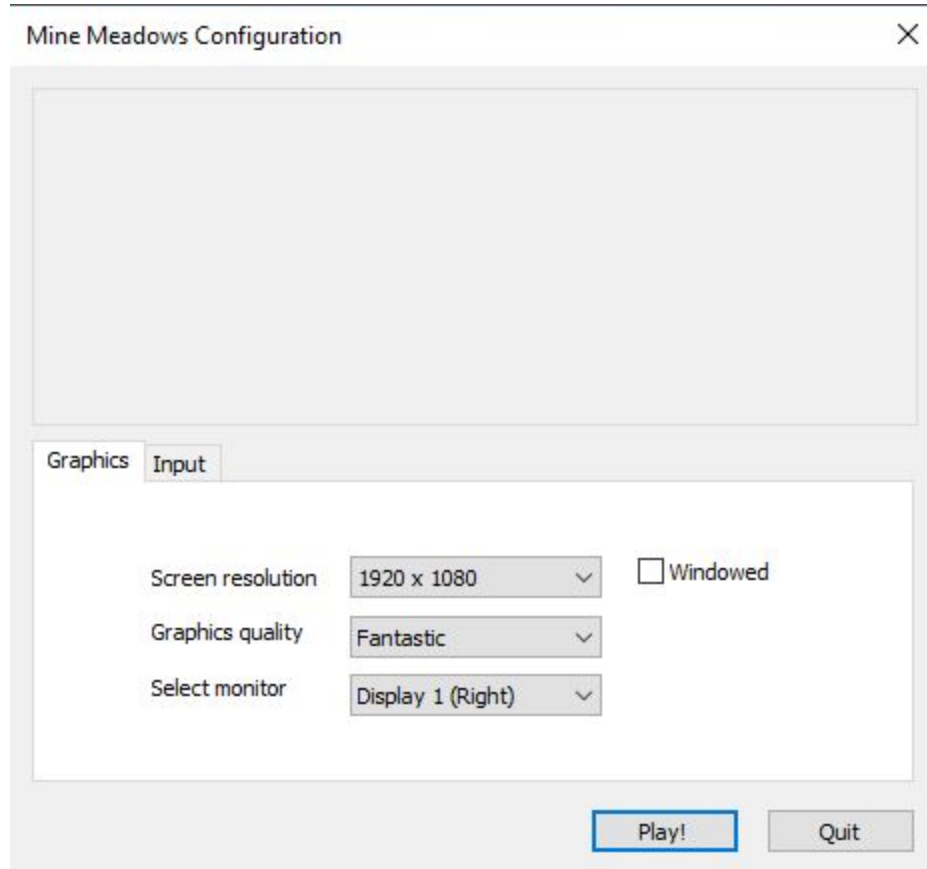 Mine Meadows Configuration
Graphics Input
Screen resolution 1920 x 1080 Windowed
Graphics quality Fantastic
Select monitor Display 1 (Right)
Play! Quit